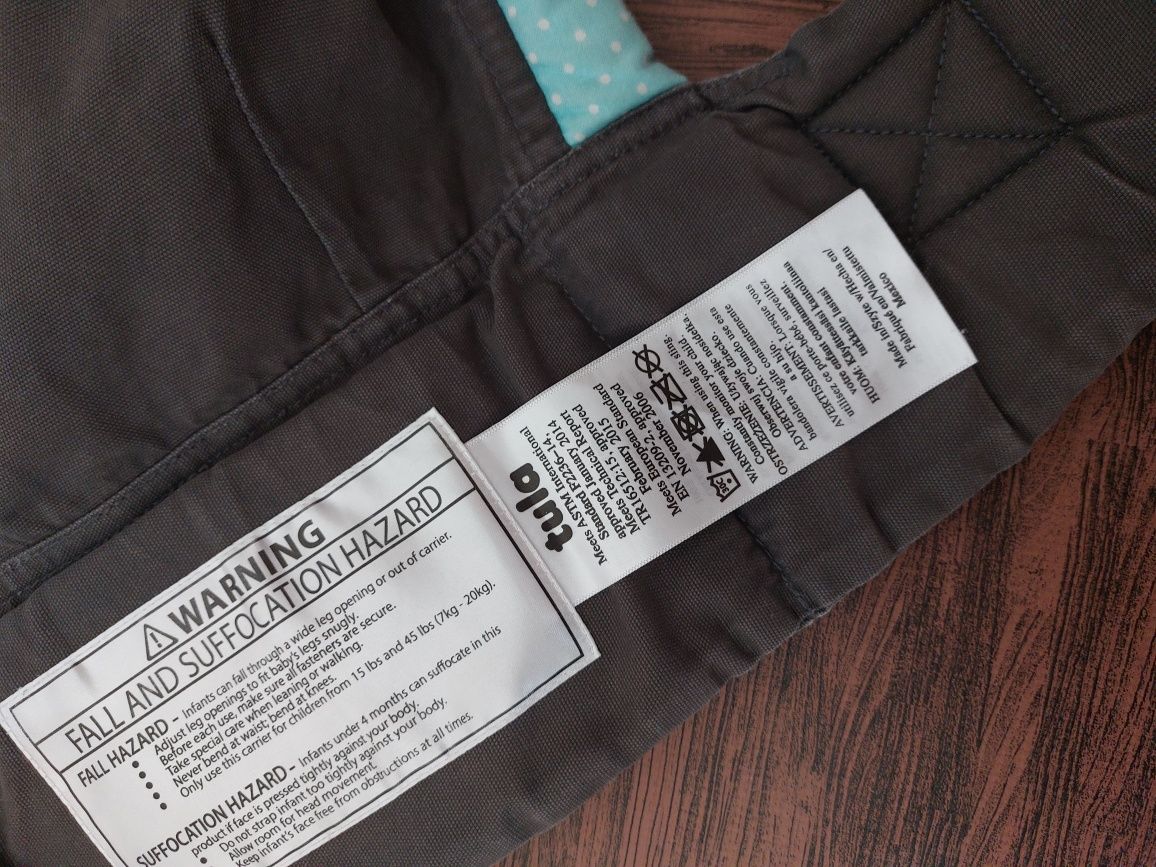 WARNING
FALL AND SUFFOCATION HAZARD
FALL HAZARD – infants can fall through a wide leg opening or out of carrier.
• Adjust leg openings to fit baby's legs snugly.
• Before each use, make sure all fasteners are secure.
• Take special care when leaning or walking.
• Never bend at waist; bend at knees.
• Only use this carrier for children from 15 lbs and 45 lbs (7kg - 20kg).
SUFFOCATION HAZARD – Infants under 4 months can suffocate in this
product if face is pressed tightly against your body.
• Do not strap infant too tightly against your body.
Allow room for head movement.
Keep infant's face free from obstructions at all times.
tula
Meets ASTM International
Standard F2236–14,
approved January 2014
Meets Technical Report
TR16512:15, approved
February 2015
Meets European Standard
EN 13209–2, approved
November 2006
30C
WARNING: When using this sling,
Constantly monitor your child.
OSTRZEŻENIE: Używając nosidełka,
Obserwuj swoje dziecko.
ADVERTENCIA: Cuando use esta
bandolera vigile constantemente
a su hijo.
AVERTISSEMENT: Lorsque vous
utilisez ce porte-bébé, surveillez
votre enfant constamment.
HUOM: Käyttäessäsi kantoliinaa
tarkkaile lastasi
Made in/Szyte w/Hecha en/
Fabriqué en/Valmistettu
Mexico